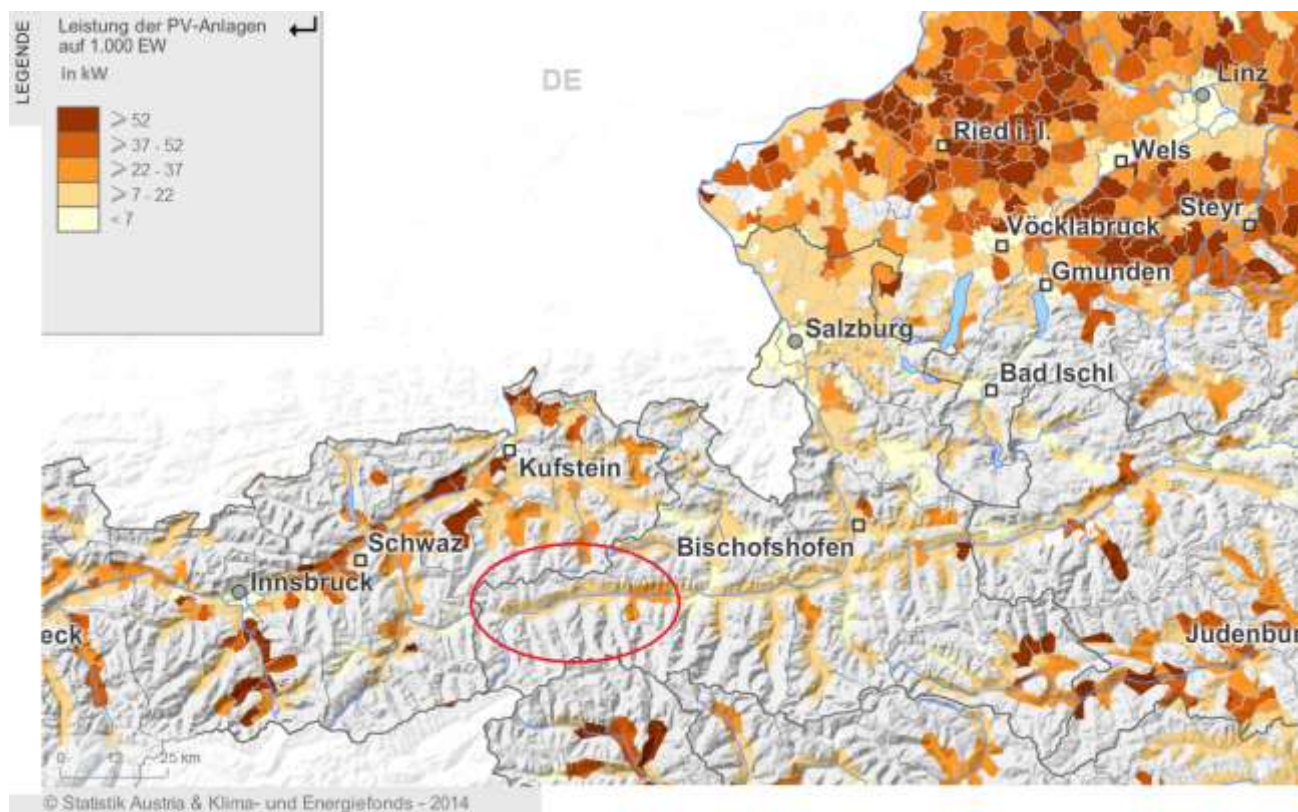 LEGENDE
Leistung der PV-Anlagen
auf 1.000 EW
in kW
> 52
> 37 - 52
> 22 - 37
> 7 - 22
< 7
DE
Linz
Ried i. I.
Wels
Steyr
Vöcklabruck
Gmunden
Salzburg
Bad Ischl
Kufstein
Schwaz
Bischofshofen
Innsbruck
eck
Judenbur
0
25 km
© Statistik Austria & Klima- und Energiefonds - 2014